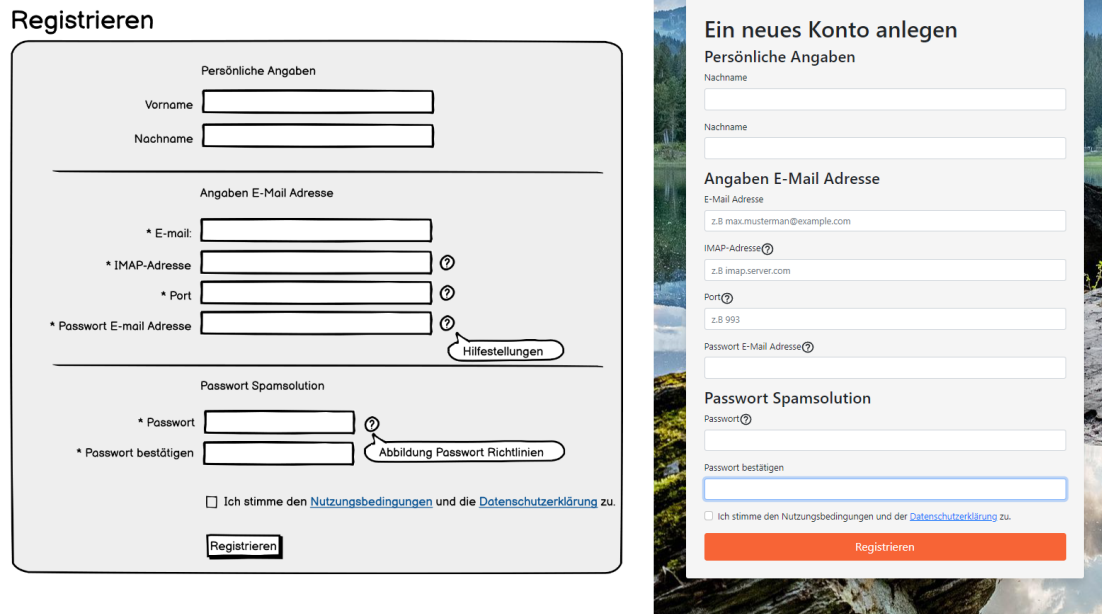 Registrieren
Persönliche Angaben
Vorname
Nachname
Angaben E-Mail Adresse
* E-mail:
* IMAP-Adresse
?
* Port
?
* Passwort E-mail Adresse
?
Hilfestellungen
Passwort Spamsolution
* Passwort
?
* Passwort bestätigen
Abbildung Passwort Richtlinien
Ich stimme den Nutzungsbedingungen und die Datenschutzerklärung zu.
Registrieren
Ein neues Konto anlegen
Persönliche Angaben
Nachname
Nachname
Angaben E-Mail Adresse
E-Mail Adresse
z.B max.musterman@example.com
IMAP-Adresse?
z.B imap.server.com
Port?
z.B 993
Passwort E-Mail Adresse?
Passwort Spamsolution
Passwort?
Passwort bestätigen
Ich stimme den Nutzungsbedingungen und der Datenschutzerklärung zu.
Registrieren